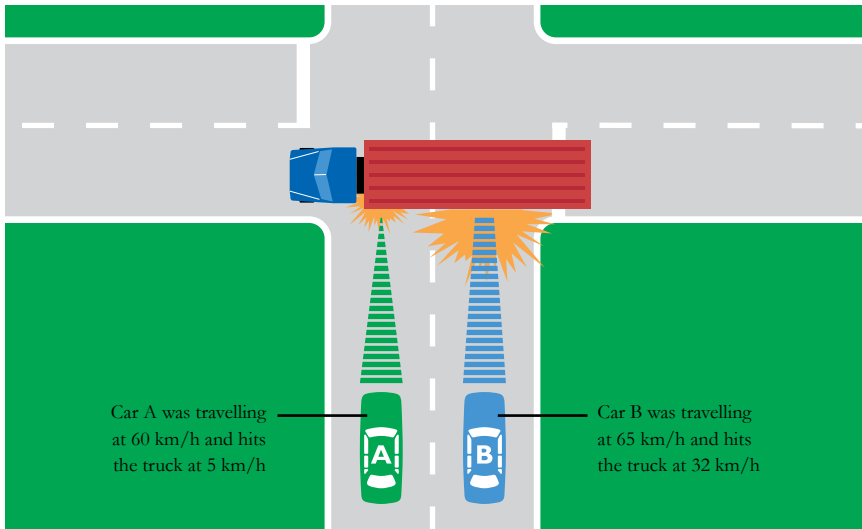 Car A was travelling
at 60 km/h and hits
the truck at 5 km/h
A
B
Car B was travelling
at 65 km/h and hits
the truck at 32 km/h